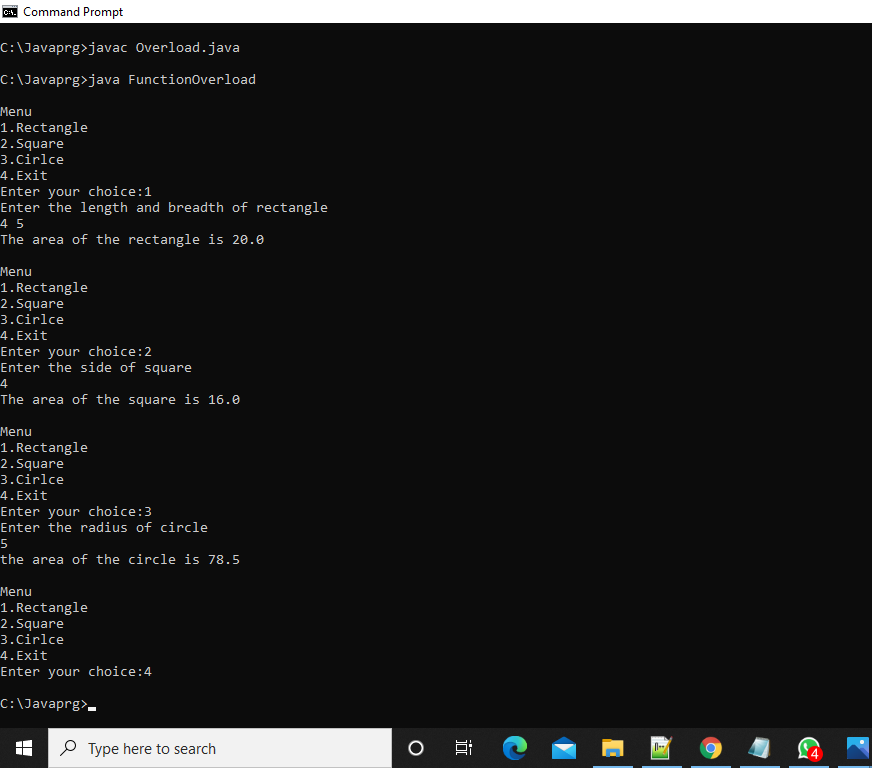 Command Prompt
C:\Javaprg>javac Overload.java
C:\Javaprg>java FunctionOverload
Menu
1.Rectangle
2.Square
3.Cirlce
4.Exit
Enter your choice:1
Enter the length and breadth of rectangle
4 5
The area of the rectangle is 20.0
Menu
1.Rectangle
2.Square
3.Cirlce
4.Exit
Enter your choice:2
Enter the side of square
4
The area of the square is 16.0
Menu
1.Rectangle
2.Square
3.Cirlce
4.Exit
Enter your choice:3
Enter the radius of circle
5
the area of the circle is 78.5
Menu
1.Rectangle
2.Square
3.Cirlce
4.Exit
Enter your choice:4
C:\Javaprg>
Type here to search
4